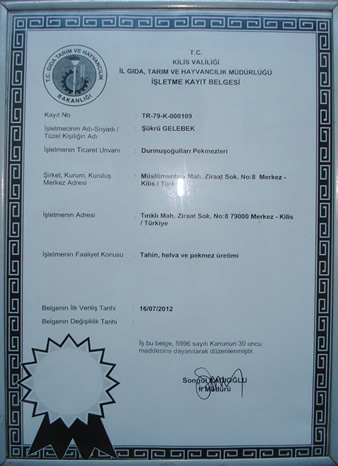 T.C. GIDA, TARIM VE HAYVANCILIK BAKANLIĞI
T.C.
KİLİS VALİLİĞİ
İL GIDA, TARIM VE HAYVANCILIK MÜDÜRLÜĞÜ
İŞLETME KAYIT BELGESİ
Kayıt No : TR-79-K-000109
İşletmecinin Adı-Soyadı / : Şükrü GELEBEK
Tüzel Kişiliğin Adı
İşletmenin Ticaret Unvanı : Durmuşoğulları Pekmezleri
Şirket, Kurum, Kuruluş : Müslümenbey Mah. Ziraat Sok. No:8 Merkez -
Merkez Adresi Kilis / Türkiye
İşletmenin Adresi : Tırıklı Mah. Ziraat Sok. No:8 79000 Merkez - Kilis
/ Türkiye
İşletmenin Faaliyet Konusu : Tahin, helva ve pekmez üretimi
Belgenin İlk Veriliş Tarihi : 16/07/2012
Belgenin Değişiklik Tarihi :
İş bu belge, 5996 sayılı Kanunun 30 uncu
maddesine dayanılarak düzenlenmiştir.
Songül
İl Müdürü